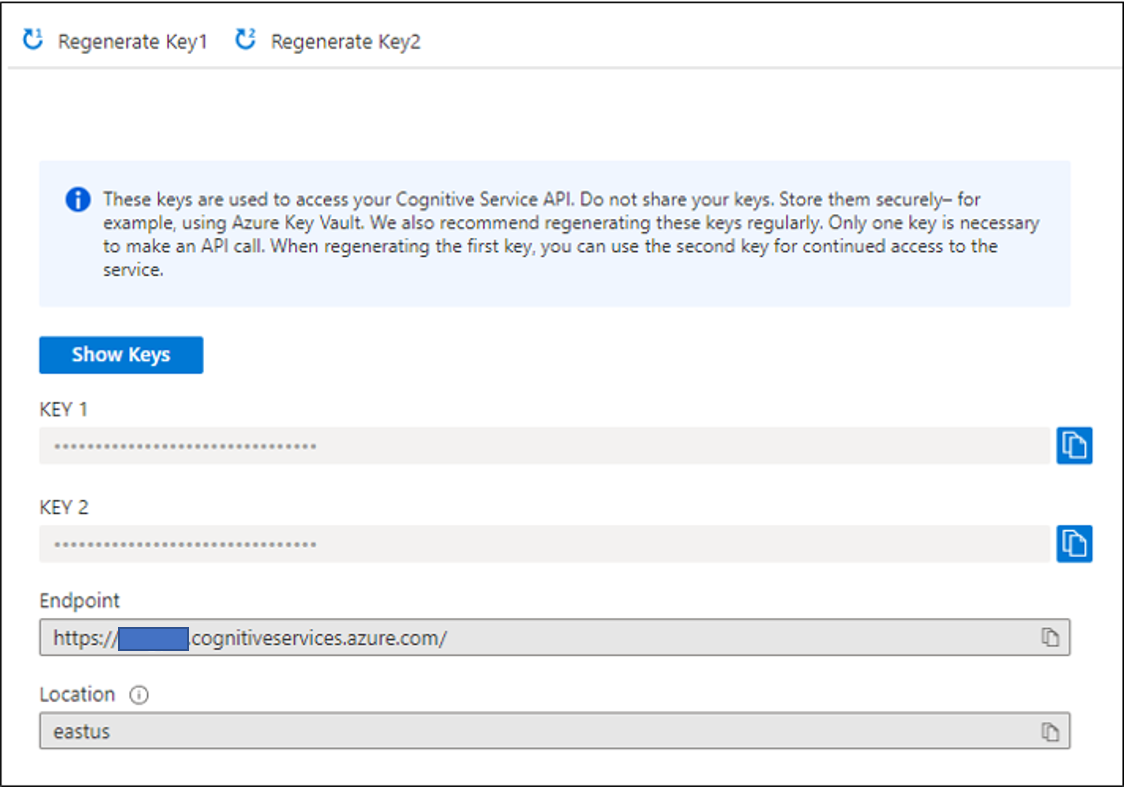 Regenerate Key1 Regenerate Key2
These keys are used to access your Cognitive Service API. Do not share your keys. Store them securely– for
example, using Azure Key Vault. We also recommend regenerating these keys regularly. Only one key is necessary
to make an API call. When regenerating the first key, you can use the second key for continued access to the
service.
Show Keys
KEY 1
••••••••••••••••••••••••••••••••
KEY 2
••••••••••••••••••••••••••••••••
Endpoint
https:// .cognitiveservices.azure.com/
Location
eastus